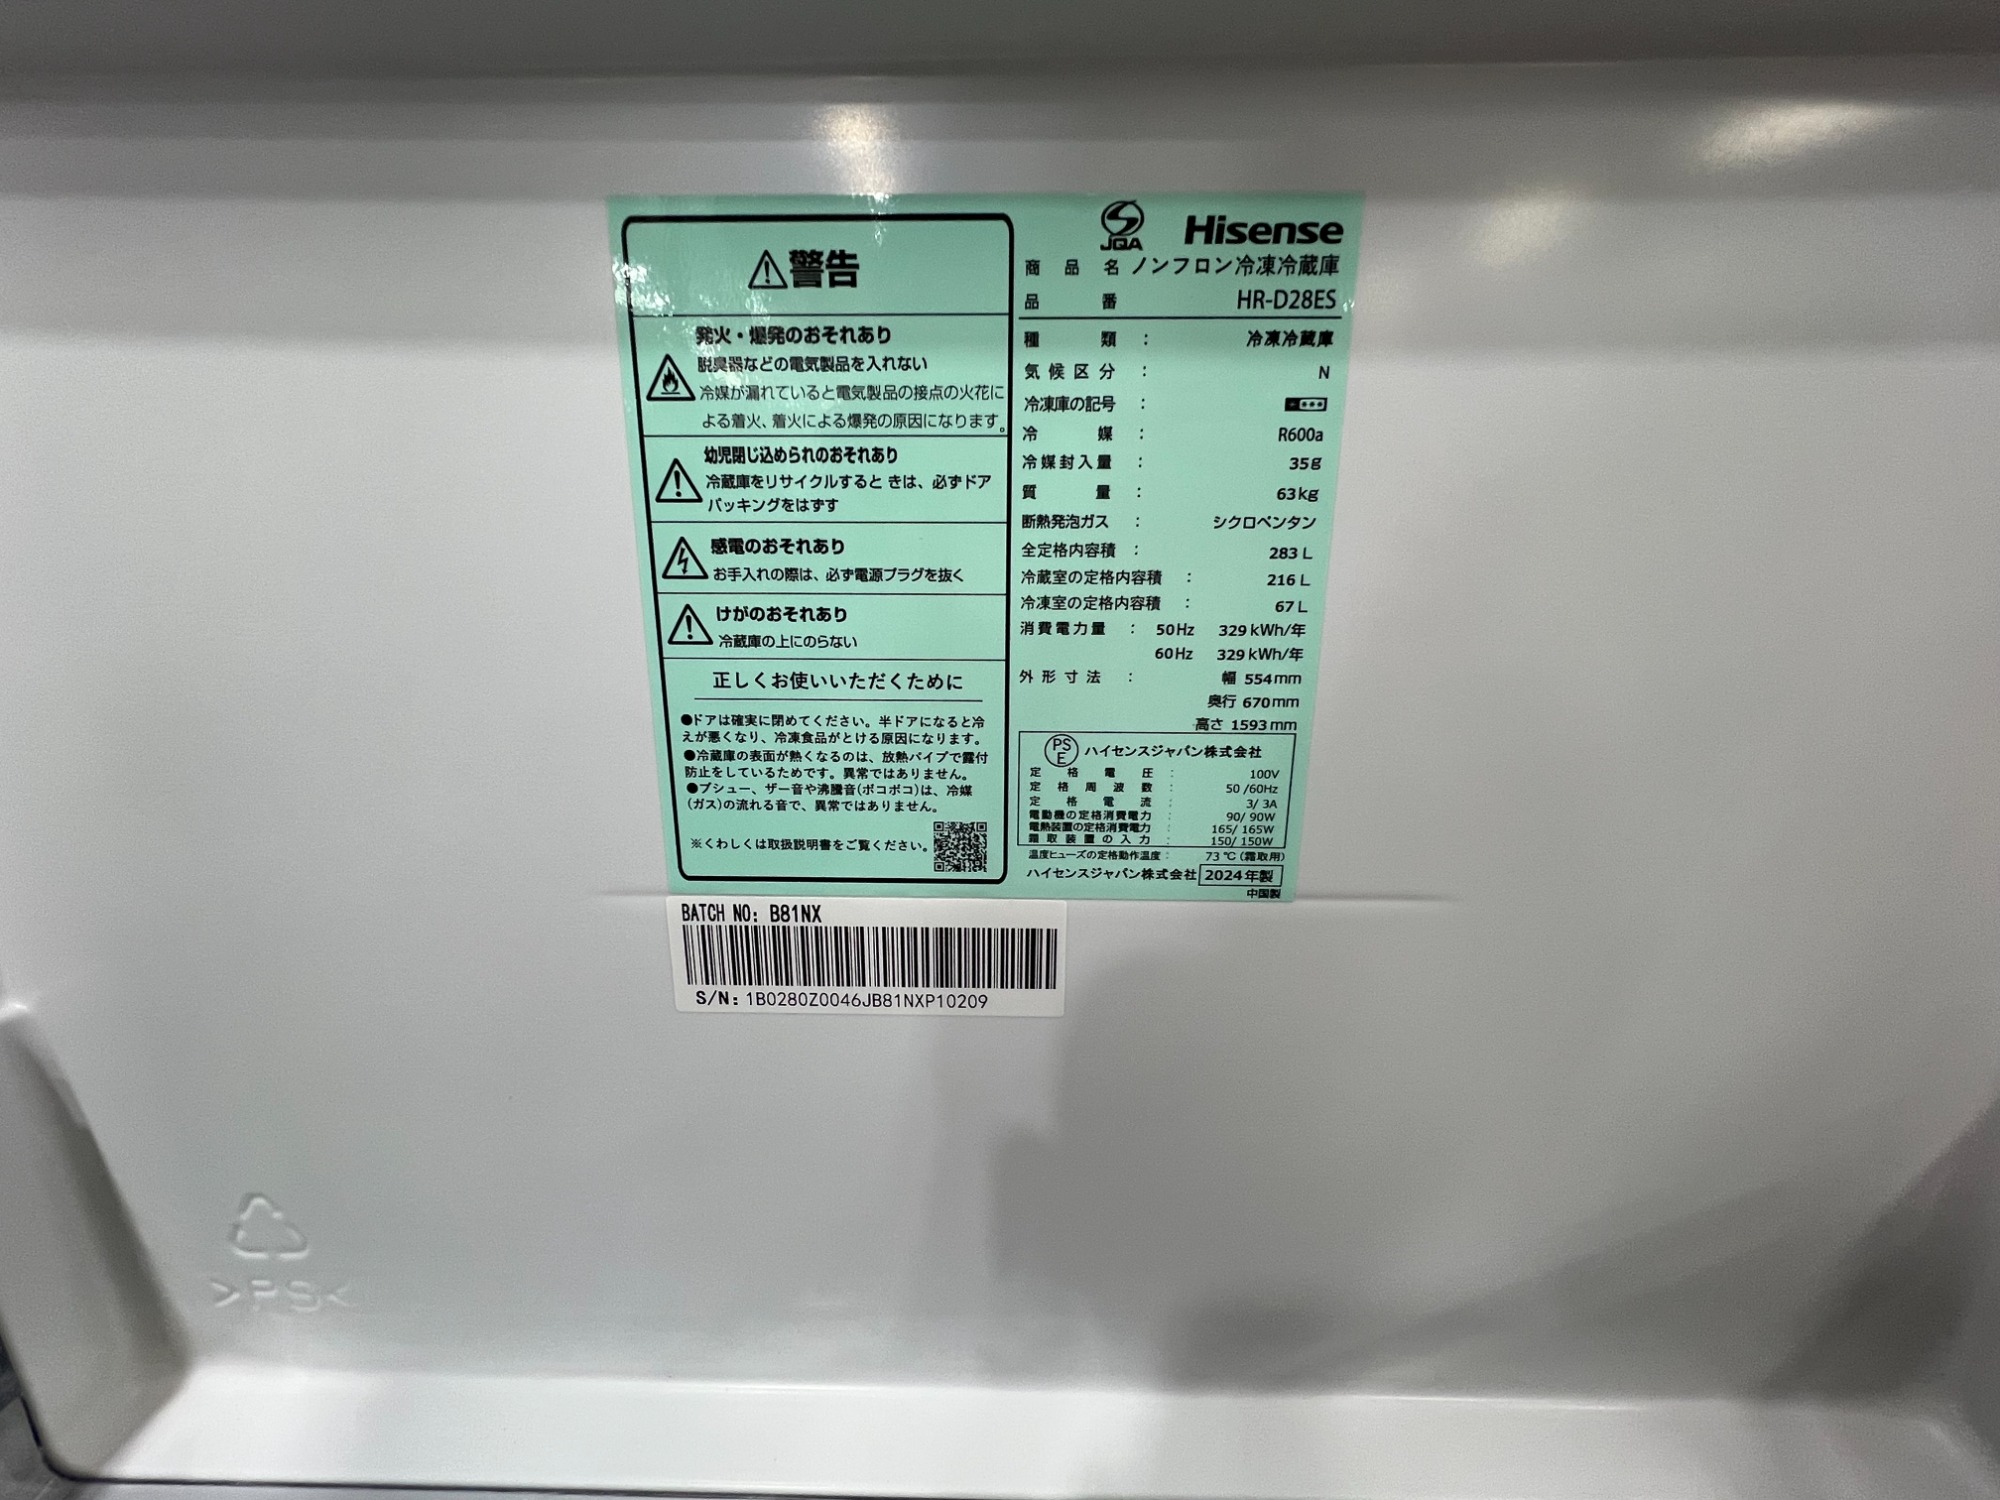 警告
発火・爆発のおそれあり
脱臭器などの電気製品を入れない
冷媒が漏れていると電気製品の接点の火花に
よる着火、着火による爆発の原因になります。
幼児閉じ込められのおそれあり
冷蔵庫をリサイクルするときは、必ずドア
パッキングをはずす
感電のおそれあり
お手入れの際は、必ず電源プラグを抜く
けがのおそれあり
冷蔵庫の上にのらない
正しくお使いいただくために
●ドアは確実に閉めてください。半ドアになると冷
えが悪くなり、冷凍食品がとける原因になります。
●冷蔵庫の表面が熱くなるのは、放熱パイプで露付
防止をしているためです。異常ではありません。
●プシュー、ザー音や沸騰音(ポコポコ)は、冷媒
(ガス)の流れる音で、異常ではありません。
※くわしくは取扱説明書をご覧ください。
JQA Hisense
商品名 ノンフロン冷凍冷蔵庫
品番 HR-D28ES
種類 : 冷凍冷蔵庫
気候区分 : N
冷凍庫の記号 :
冷媒 : R600a
冷媒封入量 : 35g
質量 : 63kg
断熱発泡ガス : シクロペンタン
全定格内容積 : 283 L
冷蔵室の定格内容積 : 216 L
冷凍室の定格内容積 : 67 L
消費電力量 : 50Hz 329 kWh/年
60Hz 329 kWh/年
外形寸法 : 幅 554mm
奥行 670mm
高さ 1593mm
PSE ハイセンスジャパン株式会社
定格電圧 : 100V
定格周波数 : 50/60Hz
定格電流 : 3/3A
電動機の定格消費電力 : 90/90W
電熱装置の定格消費電力 : 165/165W
霜取装置の入力 : 150/150W
温度ヒューズの定格動作温度 : 73℃(霜取用)
ハイセンスジャパン株式会社 2024年製
中国製
BATCH NO: B81NX
S/N: 1B0280Z0046JB81NXP10209
>PS<